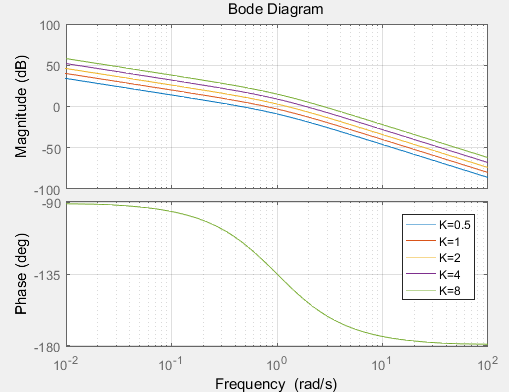 Bode Diagram
Magnitude (dB)
100
50
0
-50
-100
Phase (deg)
-90
-135
-180
K=0.5
K=1
K=2
K=4
K=8
10^-2
10^-1
10^0
10^1
10^2
Frequency (rad/s)